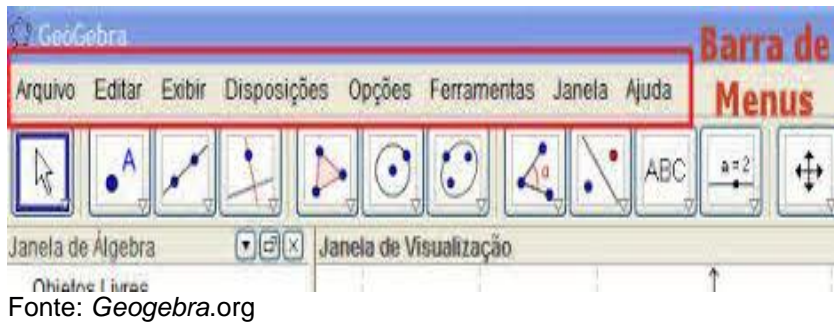 GeoGebra
Barra de Menus
Arquivo Editar Exibir Disposições Opções Ferramentas Janela Ajuda
A
α
ABC
a=2
Janela de Álgebra
Janela de Visualização
Objetos Livres
Fonte: Geogebra.org